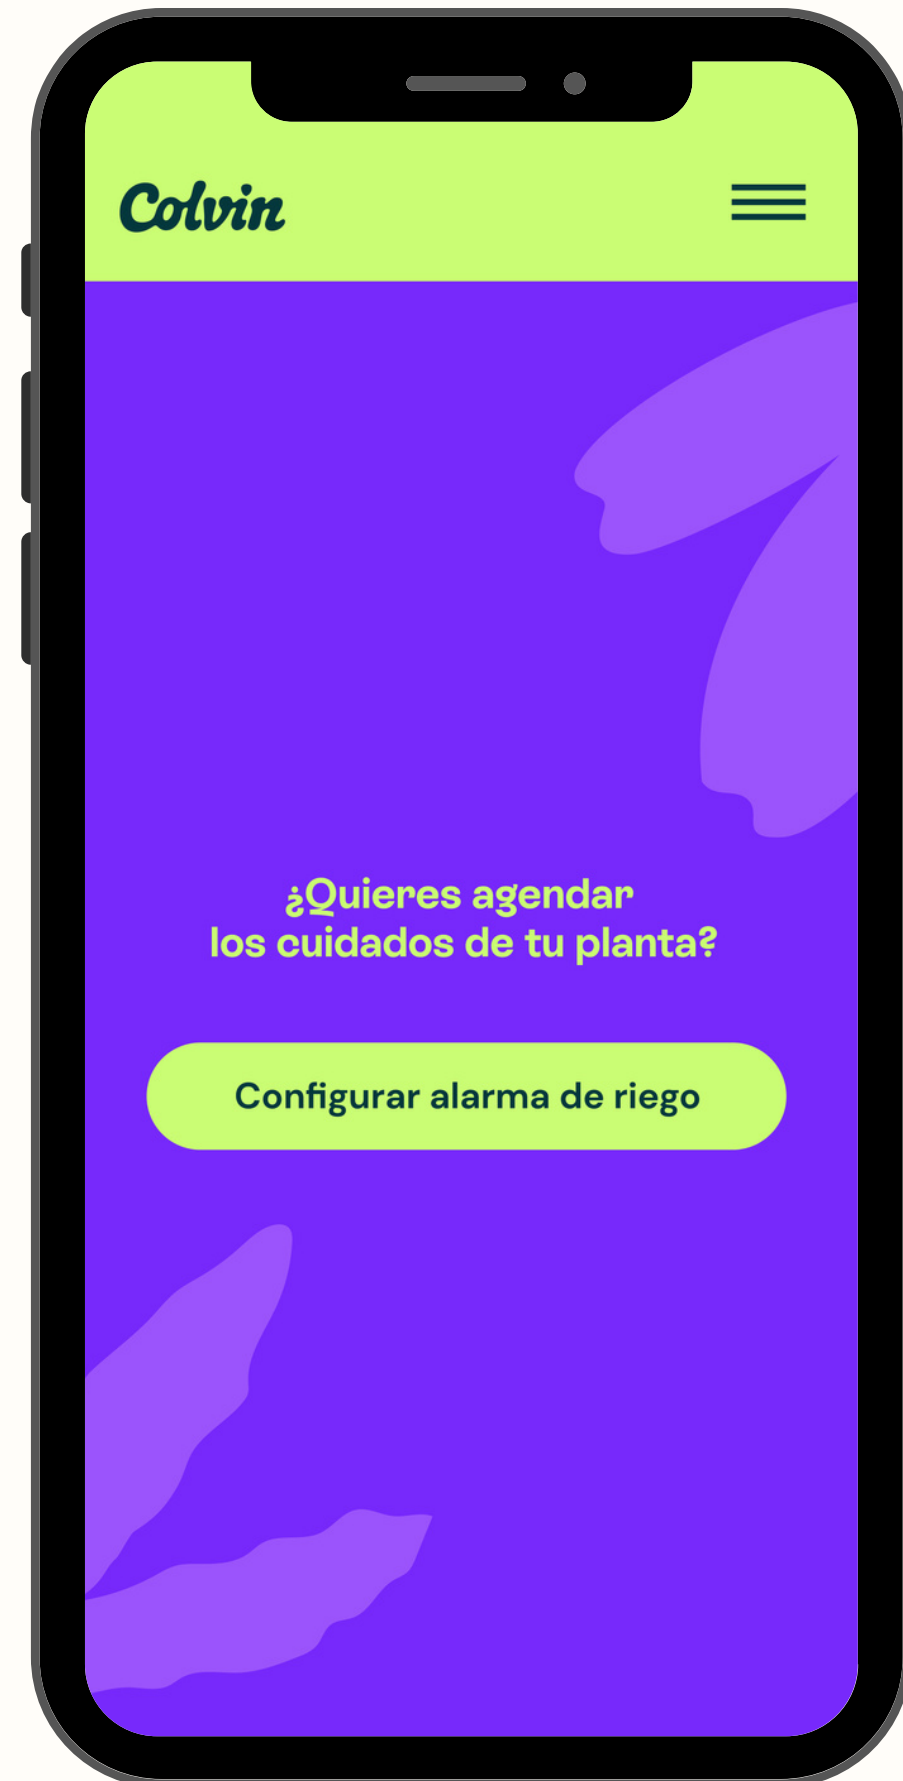 Colvin
¿Quieres agendar
los cuidados de tu planta?
Configurar alarma de riego